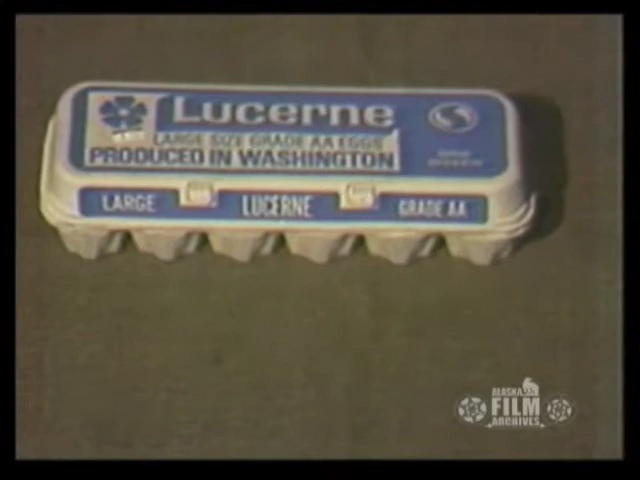 Lucerne
LARGE SIZE GRADE AA EGGS
PRODUCED IN WASHINGTON
LARGE
LUCERNE
GRADE AA
ALASKA
FILM
ARCHIVES